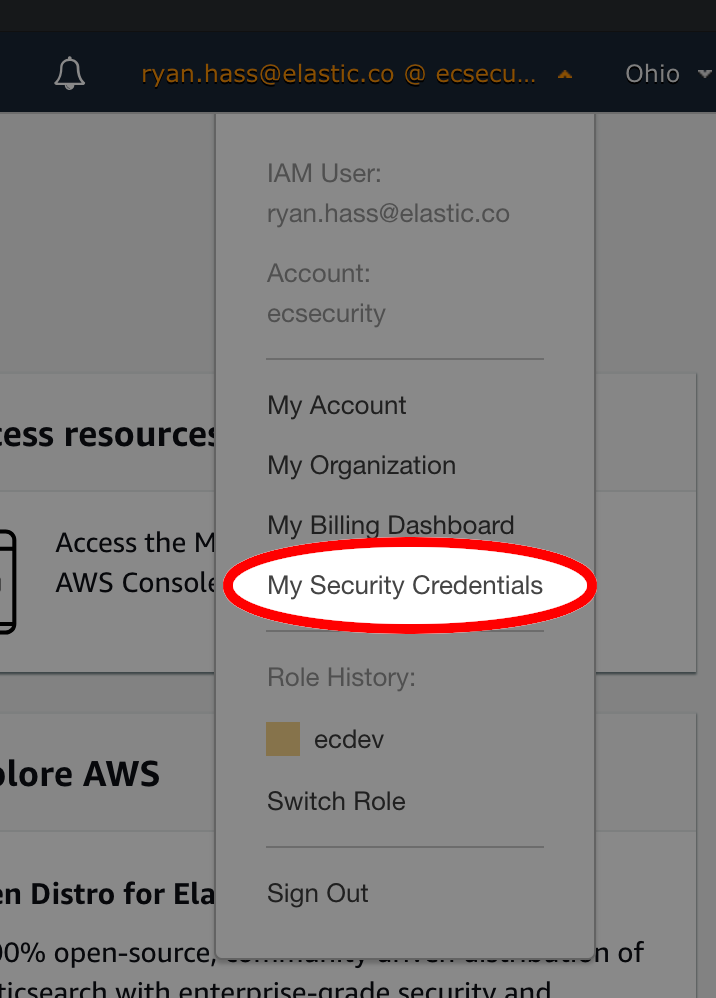 ryan.hass@elastic.co @ ecsecu...
Ohio
IAM User:
ryan.hass@elastic.co
Account:
ecsecurity
My Account
My Organization
My Billing Dashboard
My Security Credentials
Role History:
ecdev
Switch Role
Sign Out
cess resources
Access the M
AWS Console
plore AWS
en Distro for Ela
00% open-source, community-driven distribution of
ticsearch with enterprise-grade security and